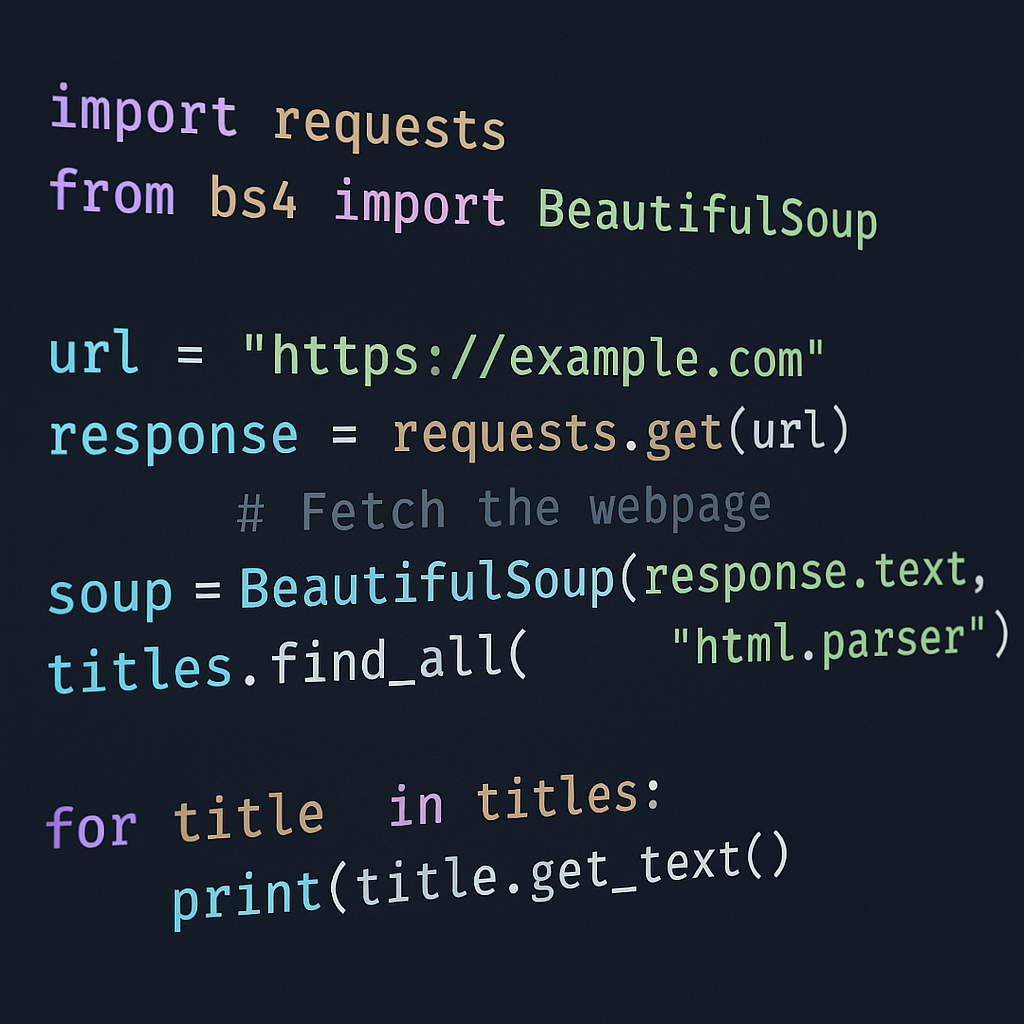 import requests
from bs4 import BeautifulSoup
url = "https://example.com"
response = requests.get(url)
# Fetch the webpage
soup = BeautifulSoup(response.text,
"html.parser")
titles.find_all(
for title in titles:
print(title.get_text()